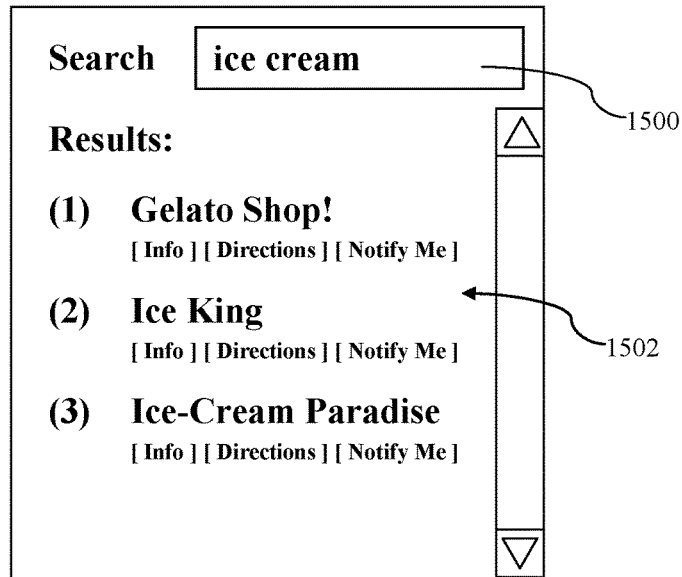 Search ice cream
1500
Results:
(1) Gelato Shop!
[ Info ] [ Directions ] [ Notify Me ]
(2) Ice King
[ Info ] [ Directions ] [ Notify Me ]
1502
(3) Ice-Cream Paradise
[ Info ] [ Directions ] [ Notify Me ]